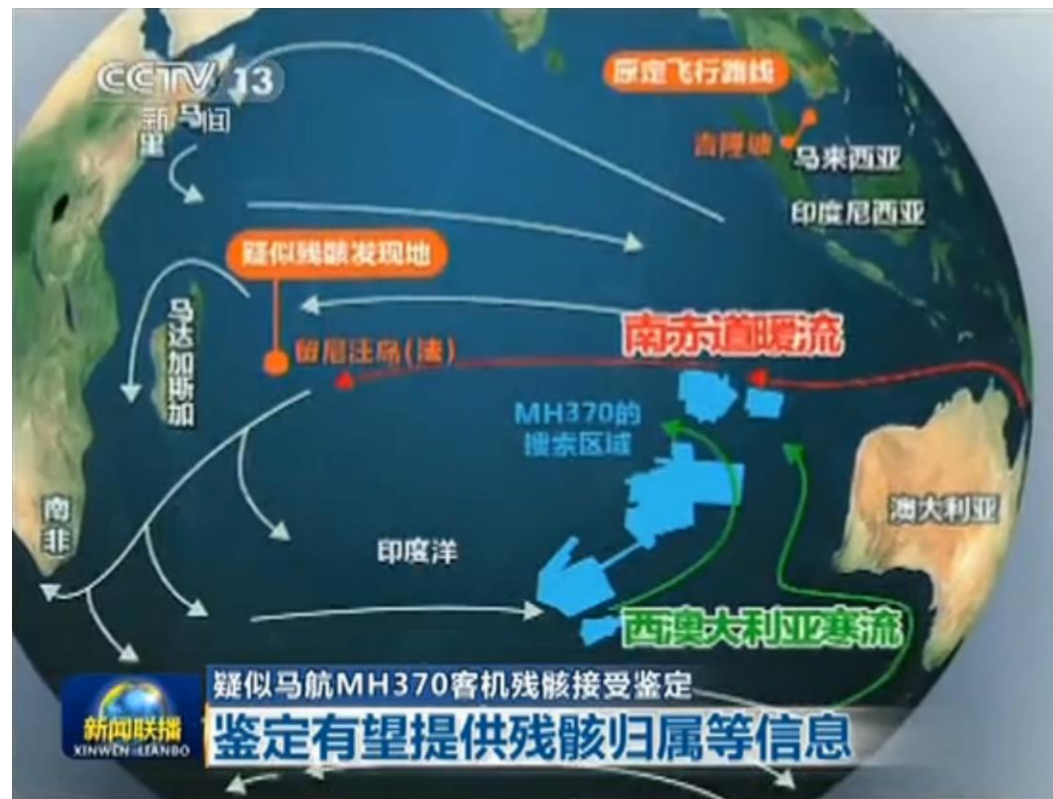 CCTV 13
新闻
原定飞行路线
吉隆坡
马来西亚
印度尼西亚
疑似残骸发现地
留尼汪岛(法)
南赤道暖流
马达加斯加
MH370的
搜索区域
南非
澳大利亚
印度洋
西澳大利亚寒流
疑似马航MH370客机残骸接受鉴定
新闻联播
XINWEN LIANBO
鉴定有望提供残骸归属等信息